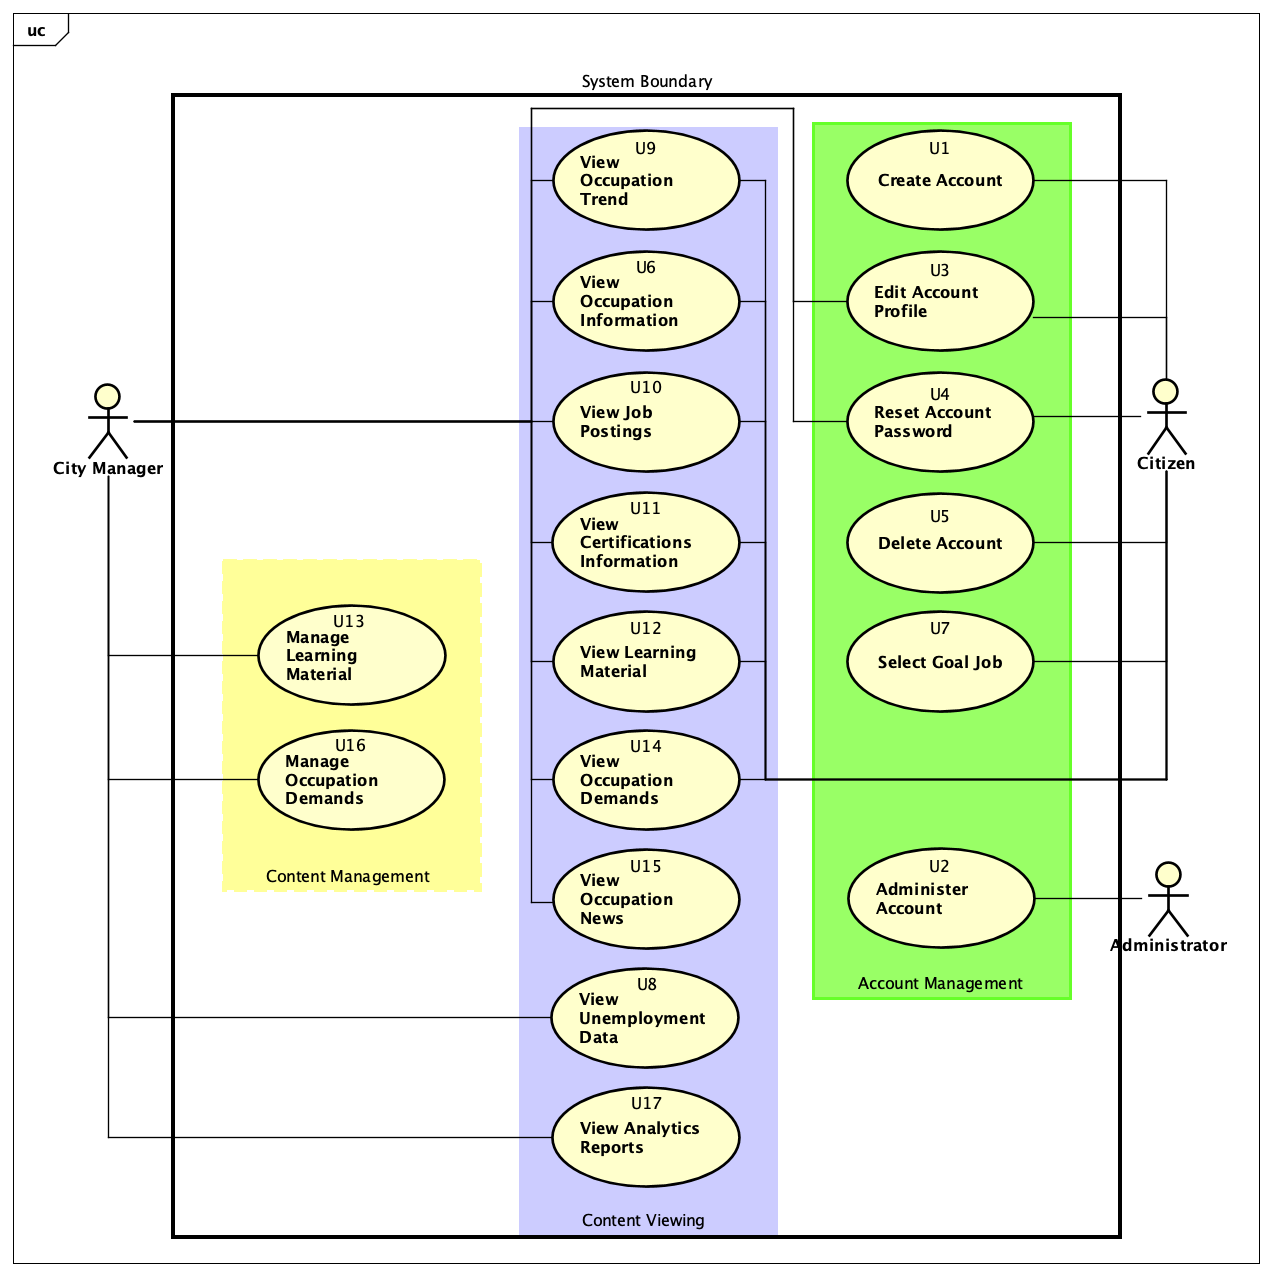 uc
System Boundary
U9
View
Occupation
Trend
U1
Create Account
U6
View
Occupation
Information
U3
Edit Account
Profile
City Manager
U10
View Job
Postings
U4
Reset Account
Password
Citizen
U11
View
Certifications
Information
U5
Delete Account
U13
Manage
Learning
Material
U12
View Learning
Material
U7
Select Goal Job
U16
Manage
Occupation
Demands
Content Management
U14
View
Occupation
Demands
U15
View
Occupation
News
U2
Administer
Account
Administrator
Account Management
U8
View
Unemployment
Data
U17
View Analytics
Reports
Content Viewing